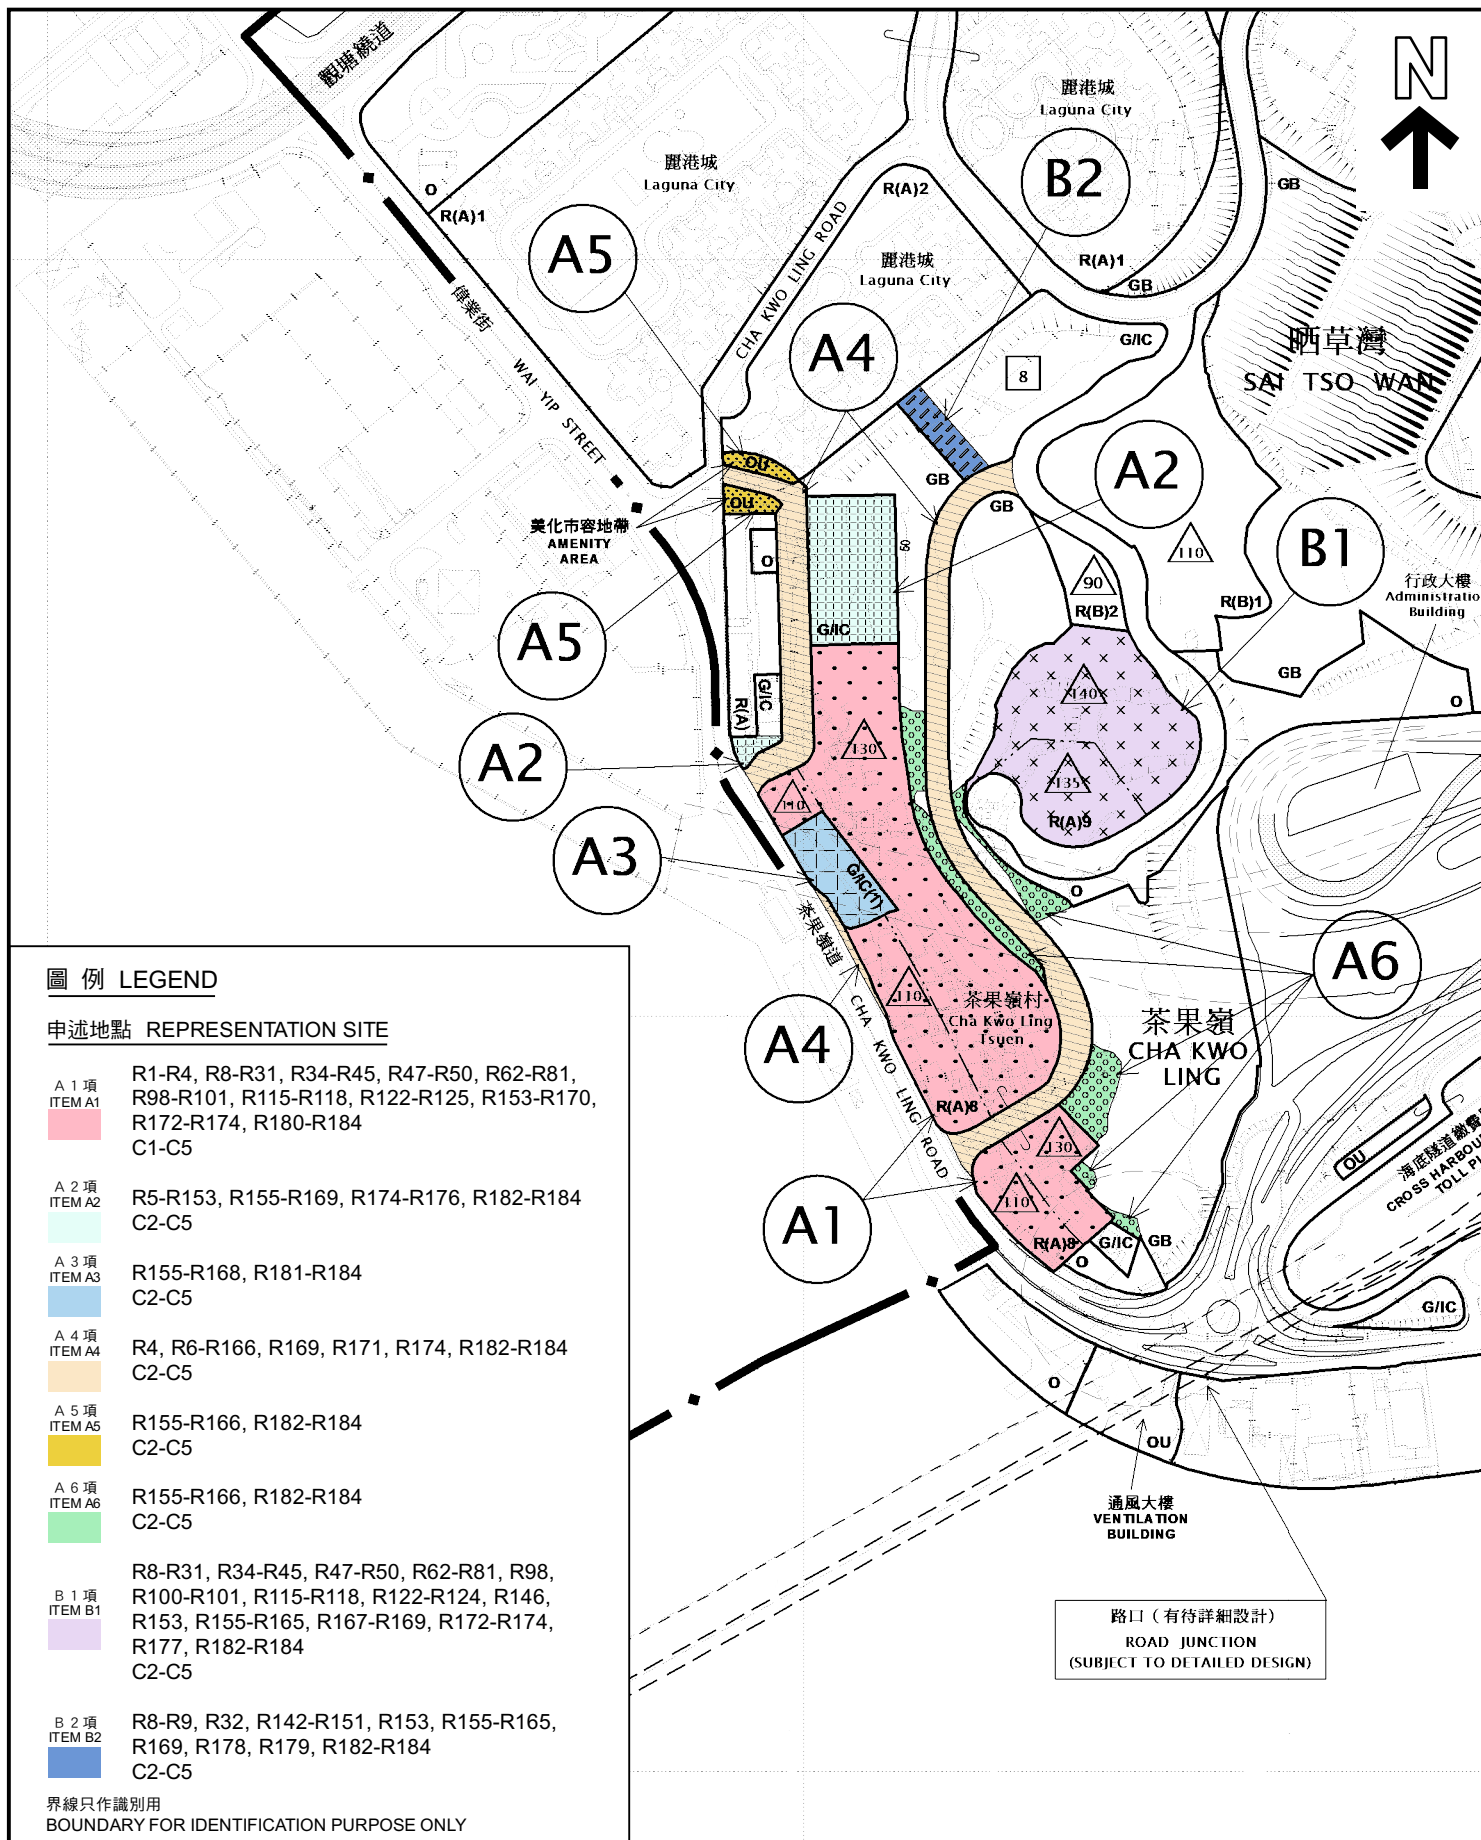 觀塘繞道
N
麗港城
Laguna City
麗港城
Laguna City
B2
GB
O
R(A)1
R(A)2
A5
CHA KWO LING ROAD
麗港城
Laguna City
R(A)1
GB
偉業街
WAI YIP STREET
A4
G/IC
8
晒草灣
SAI TSO WAN
OU
GB
A2
GB
OU
美化市容地帶
AMENITY
AREA
50
O
110
B1
90
行政大樓
Administratio
Building
R(B)2
R(B)1
A5
G/IC
GB
140
G/IC
R(A)
O
A2
130
135
110
R(A)9
A3
G/IC(1)
O
茶果嶺道
CHA KWO LING ROAD
A6
110
茶果嶺村
Cha Kwo Ling
Tsuen
茶果嶺
CHA KWO
LING
A4
R(A)8
130
110
A1
R(A)8
G/IC
GB
O
OU
海底隧道繳費
CROSS HARBOU
TOLL PL
G/IC
O
OU
通風大樓
VENTILATION
BUILDING
路口（有待詳細設計）
ROAD JUNCTION
(SUBJECT TO DETAILED DESIGN)
圖 例 LEGEND
申述地點 REPRESENTATION SITE
A 1 項
ITEM A1
R1-R4, R8-R31, R34-R45, R47-R50, R62-R81,
R98-R101, R115-R118, R122-R125, R153-R170,
R172-R174, R180-R184
C1-C5
A 2 項
ITEM A2
R5-R153, R155-R169, R174-R176, R182-R184
C2-C5
A 3 項
ITEM A3
R155-R168, R181-R184
C2-C5
A 4 項
ITEM A4
R4, R6-R166, R169, R171, R174, R182-R184
C2-C5
A 5 項
ITEM A5
R155-R166, R182-R184
C2-C5
A 6 項
ITEM A6
R155-R166, R182-R184
C2-C5
B 1 項
ITEM B1
R8-R31, R34-R45, R47-R50, R62-R81, R98,
R100-R101, R115-R118, R122-R124, R146,
R153, R155-R165, R167-R169, R172-R174,
R177, R182-R184
C2-C5
B 2 項
ITEM B2
R8-R9, R32, R142-R151, R153, R155-R165,
R169, R178, R179, R182-R184
C2-C5
界線只作識別用
BOUNDARY FOR IDENTIFICATION PURPOSE ONLY